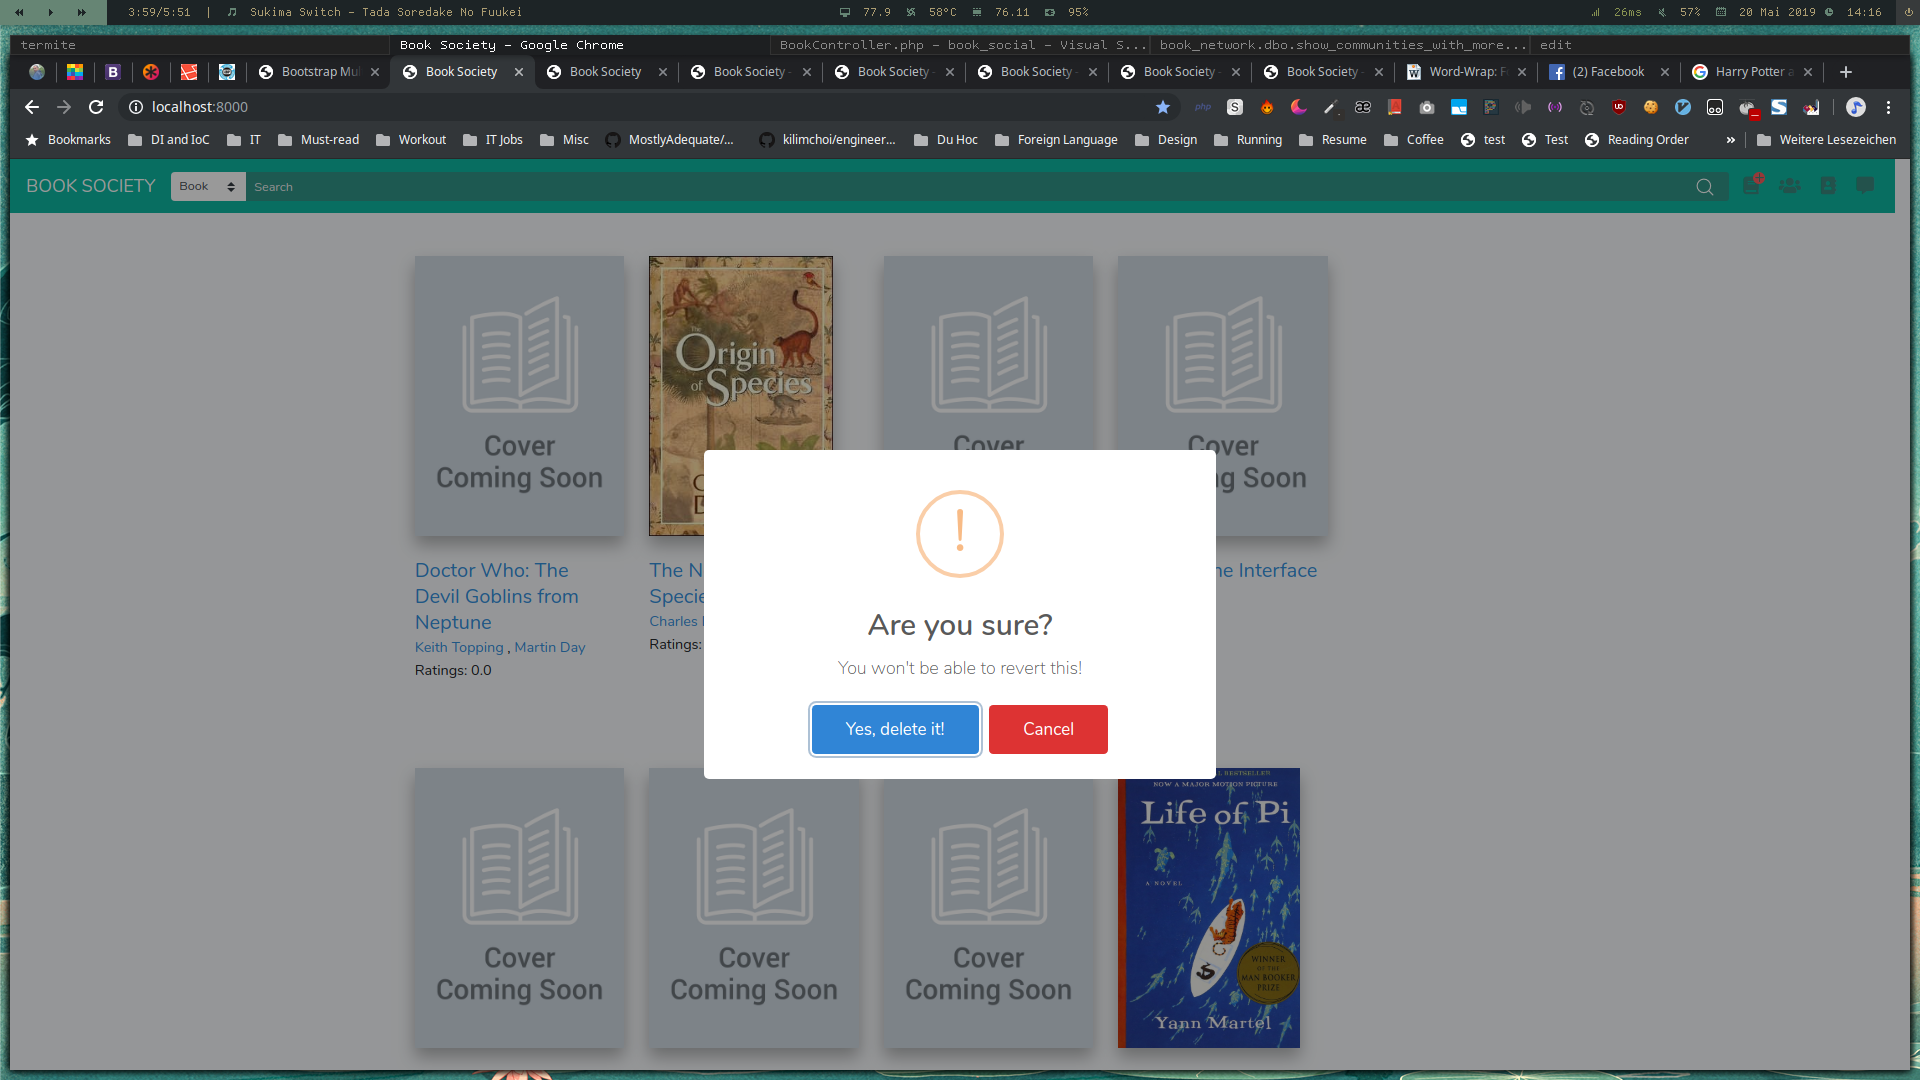 3:59/5:51 | Sukima Switch - Tada Soredake No Fuukei 77.9 58°C 76.11 95% 26ms 57% 20 Mai 2019 14:16
termite Book Society - Google Chrome BookController.php - book_social - Visual S... book_network.dbo.show_communities_with_more... edit
Bootstrap Mul Book Society Book Society Book Society - Book Society - Book Society - Book Society - Book Society - Word-Wrap: F (2) Facebook Harry Potter a
localhost:8000
Bookmarks DI and IoC IT Must-read Workout IT Jobs Misc MostlyAdequate/... kilimchoi/engineer... Du Hoc Foreign Language Design Running Resume Coffee test Test Reading Order » Weitere Lesezeichen
BOOK SOCIETY Book Search
Cover
Coming Soon
The
Origin
of Species
Cover
Cover
ng Soon
Doctor Who: The
Devil Goblins from
Neptune
Keith Topping , Martin Day
Ratings: 0.0
The N
Specie
Charles
Ratings:
ne Interface
Are you sure?
You won't be able to revert this!
Yes, delete it! Cancel
Cover
Coming Soon
Cover
Coming Soon
Cover
Coming Soon
BESTSELLER
NOW A MAJOR MOTION PICTURE
Life of Pi
A NOVEL
WINNER
OF THE
MAN BOOKER
PRIZE
Yann Martel